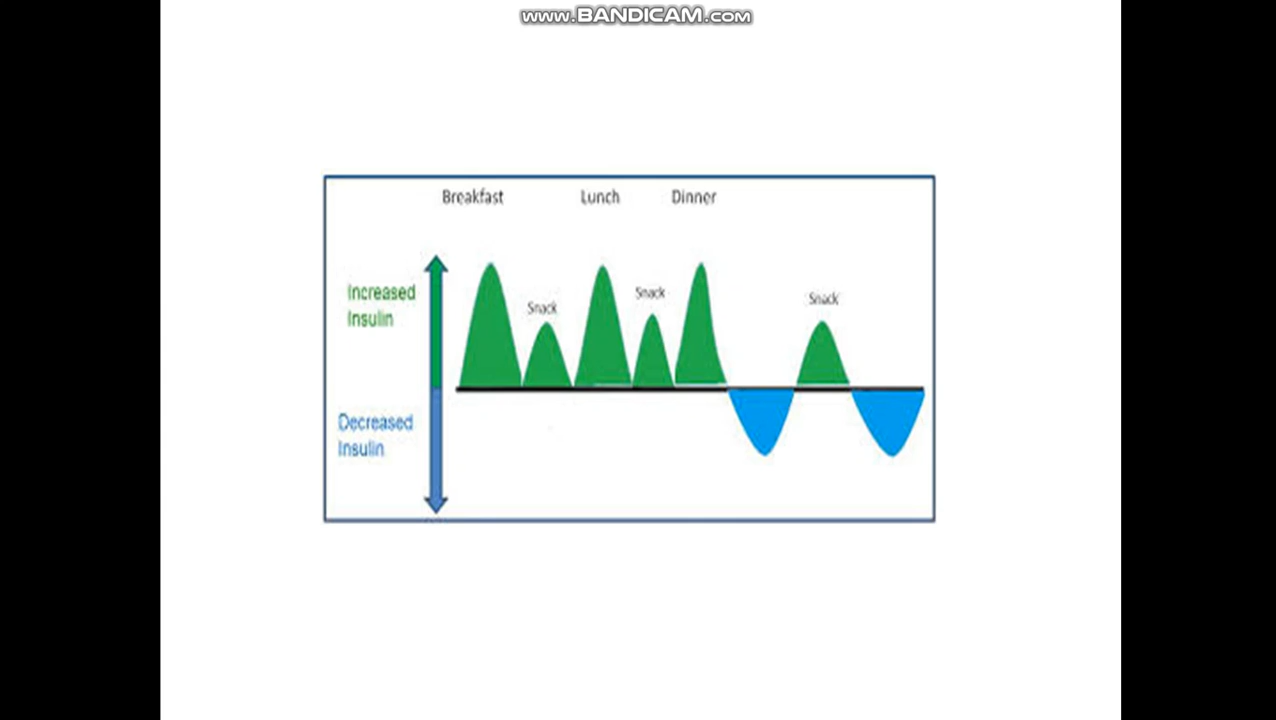 www.BANDICAM.com
Breakfast Lunch Dinner
Increased
Insulin
Snack
Snack
Snack
Decreased
Insulin